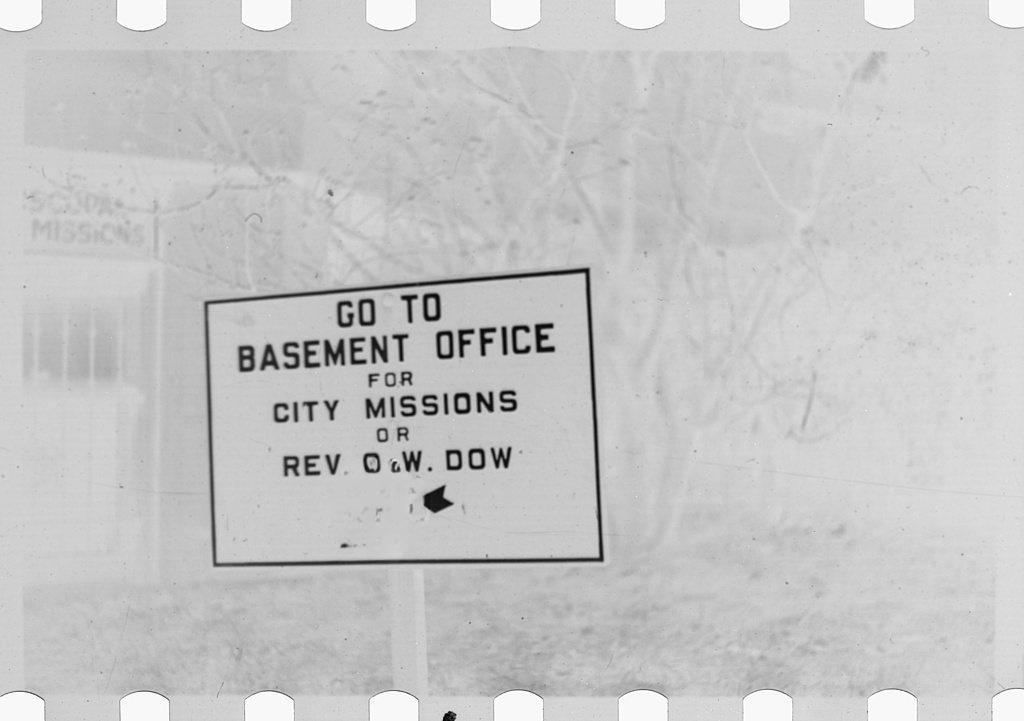 GO TO
BASEMENT OFFICE
FOR
CITY MISSIONS
OR
REV. O. W. DOW
MISSIONS